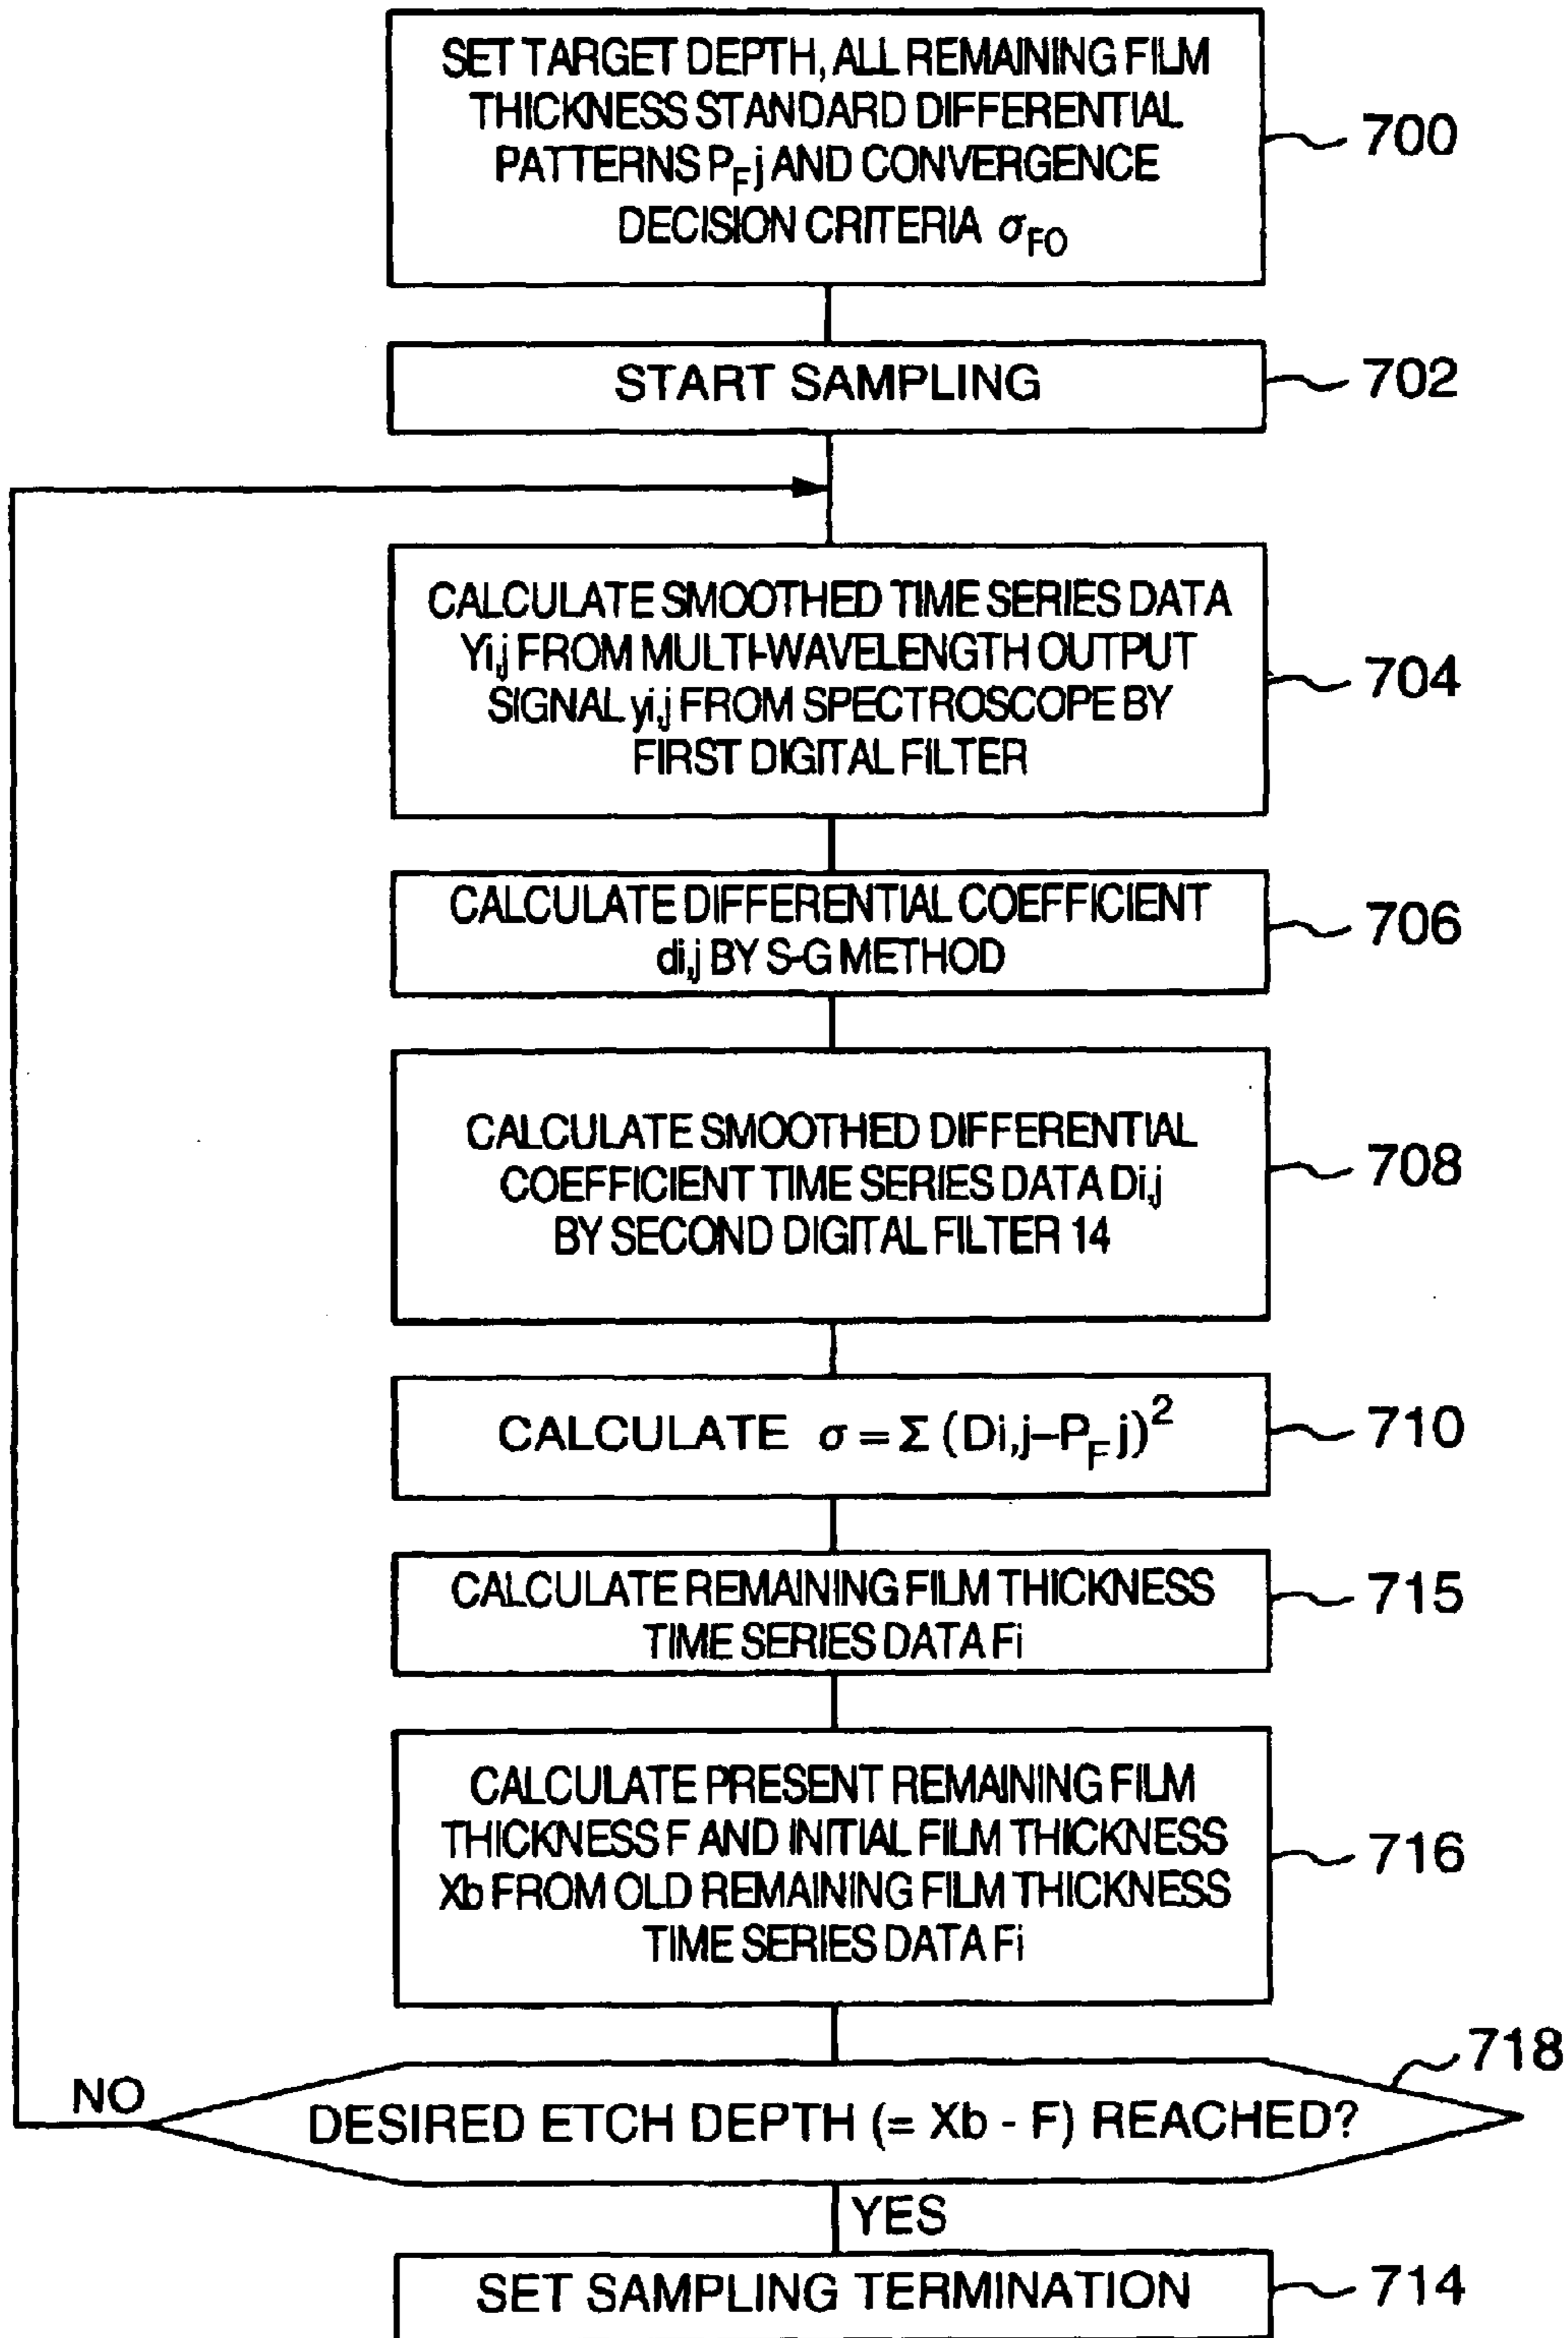 SET TARGET DEPTH, ALL REMAINING FILM
THICKNESS STANDARD DIFFERENTIAL
PATTERNS PFj AND CONVERGENCE
DECISION CRITERIA σFO
700
START SAMPLING
702
CALCULATE SMOOTHED TIME SERIES DATA
Yi,j FROM MULTI-WAVELENGTH OUTPUT
SIGNAL yi,j FROM SPECTROSCOPE BY
FIRST DIGITAL FILTER
704
CALCULATE DIFFERENTIAL COEFFICIENT
di,j BY S-G METHOD
706
CALCULATE SMOOTHED DIFFERENTIAL
COEFFICIENT TIME SERIES DATA Di,j
BY SECOND DIGITAL FILTER 14
708
CALCULATE σ = Σ (Di,j–PF j)²
710
CALCULATE REMAINING FILM THICKNESS
TIME SERIES DATA Fi
715
CALCULATE PRESENT REMAINING FILM
THICKNESS F AND INITIAL FILM THICKNESS
Xb FROM OLD REMAINING FILM THICKNESS
TIME SERIES DATA Fi
716
718
NO
DESIRED ETCH DEPTH (= Xb - F) REACHED?
YES
SET SAMPLING TERMINATION
714